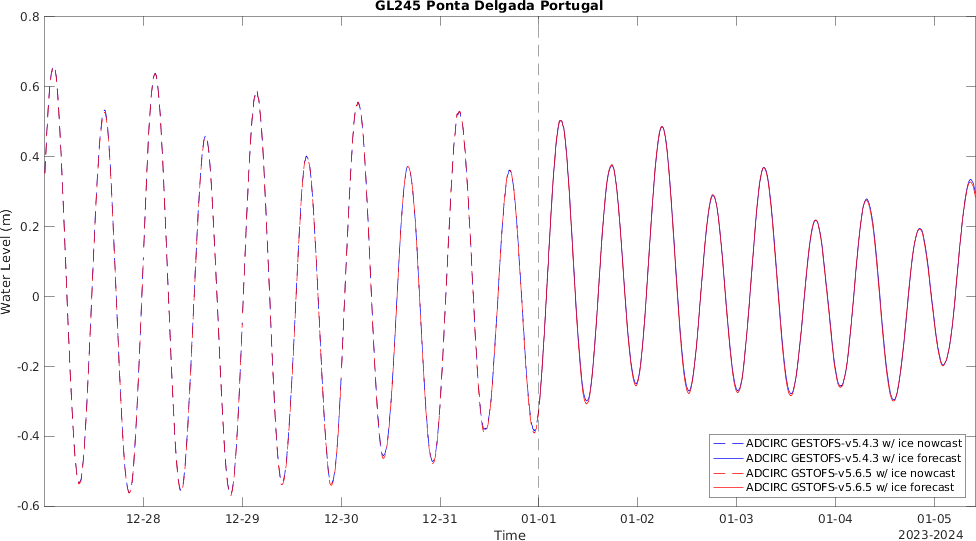 GL245 Ponta Delgada Portugal
0.8
0.6
0.4
0.2
0
-0.2
-0.4
-0.6
Water Level (m)
ADCIRC GESTOFS-v5.4.3 w/ ice nowcast
ADCIRC GESTOFS-v5.4.3 w/ ice forecast
ADCIRC GSTOFS-v5.6.5 w/ ice nowcast
ADCIRC GSTOFS-v5.6.5 w/ ice forecast
12-28 12-29 12-30 12-31 01-01 01-02 01-03 01-04 01-05
Time
2023-2024